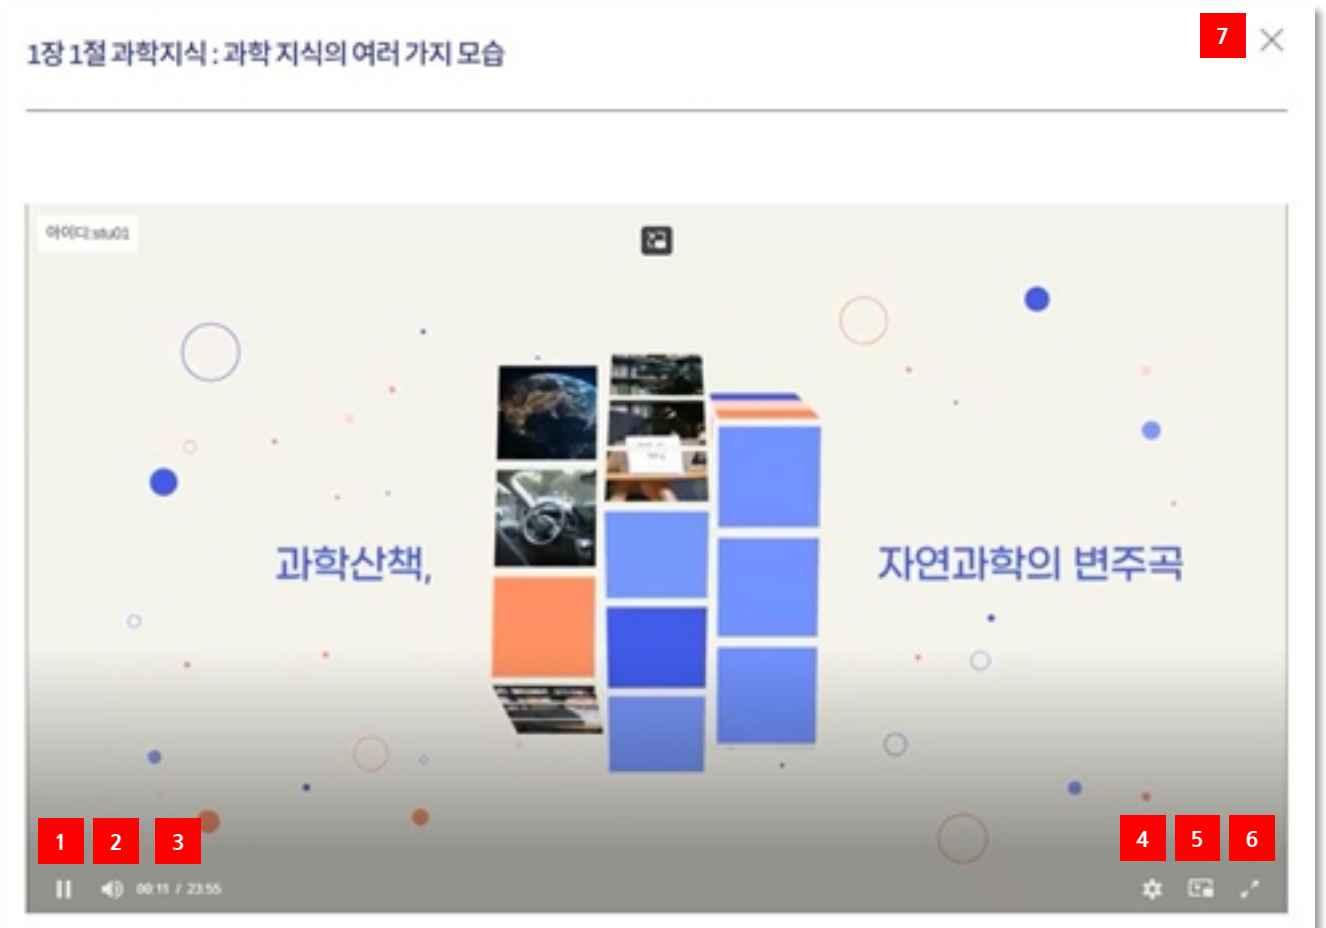 1장 1절 과학지식 : 과학 지식의 여러 가지 모습
7
아이디:stu01
과학산책,
자연과학의 변주곡
1 2 3
4 5 6
00:11 / 23:55